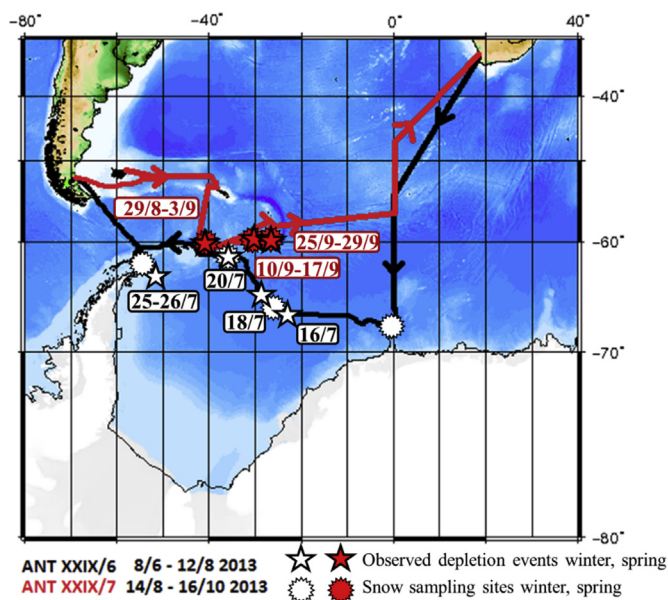 −80° −40° 0° 40°
−40°
29/8-3/9
25/9-29/9
−60°
10/9-17/9
20/7
25-26/7
18/7
16/7
−70°
−80°
ANT XXIX/6 8/6 - 12/8 2013
Observed depletion events winter, spring
ANT XXIX/7 14/8 - 16/10 2013
Snow sampling sites winter, spring